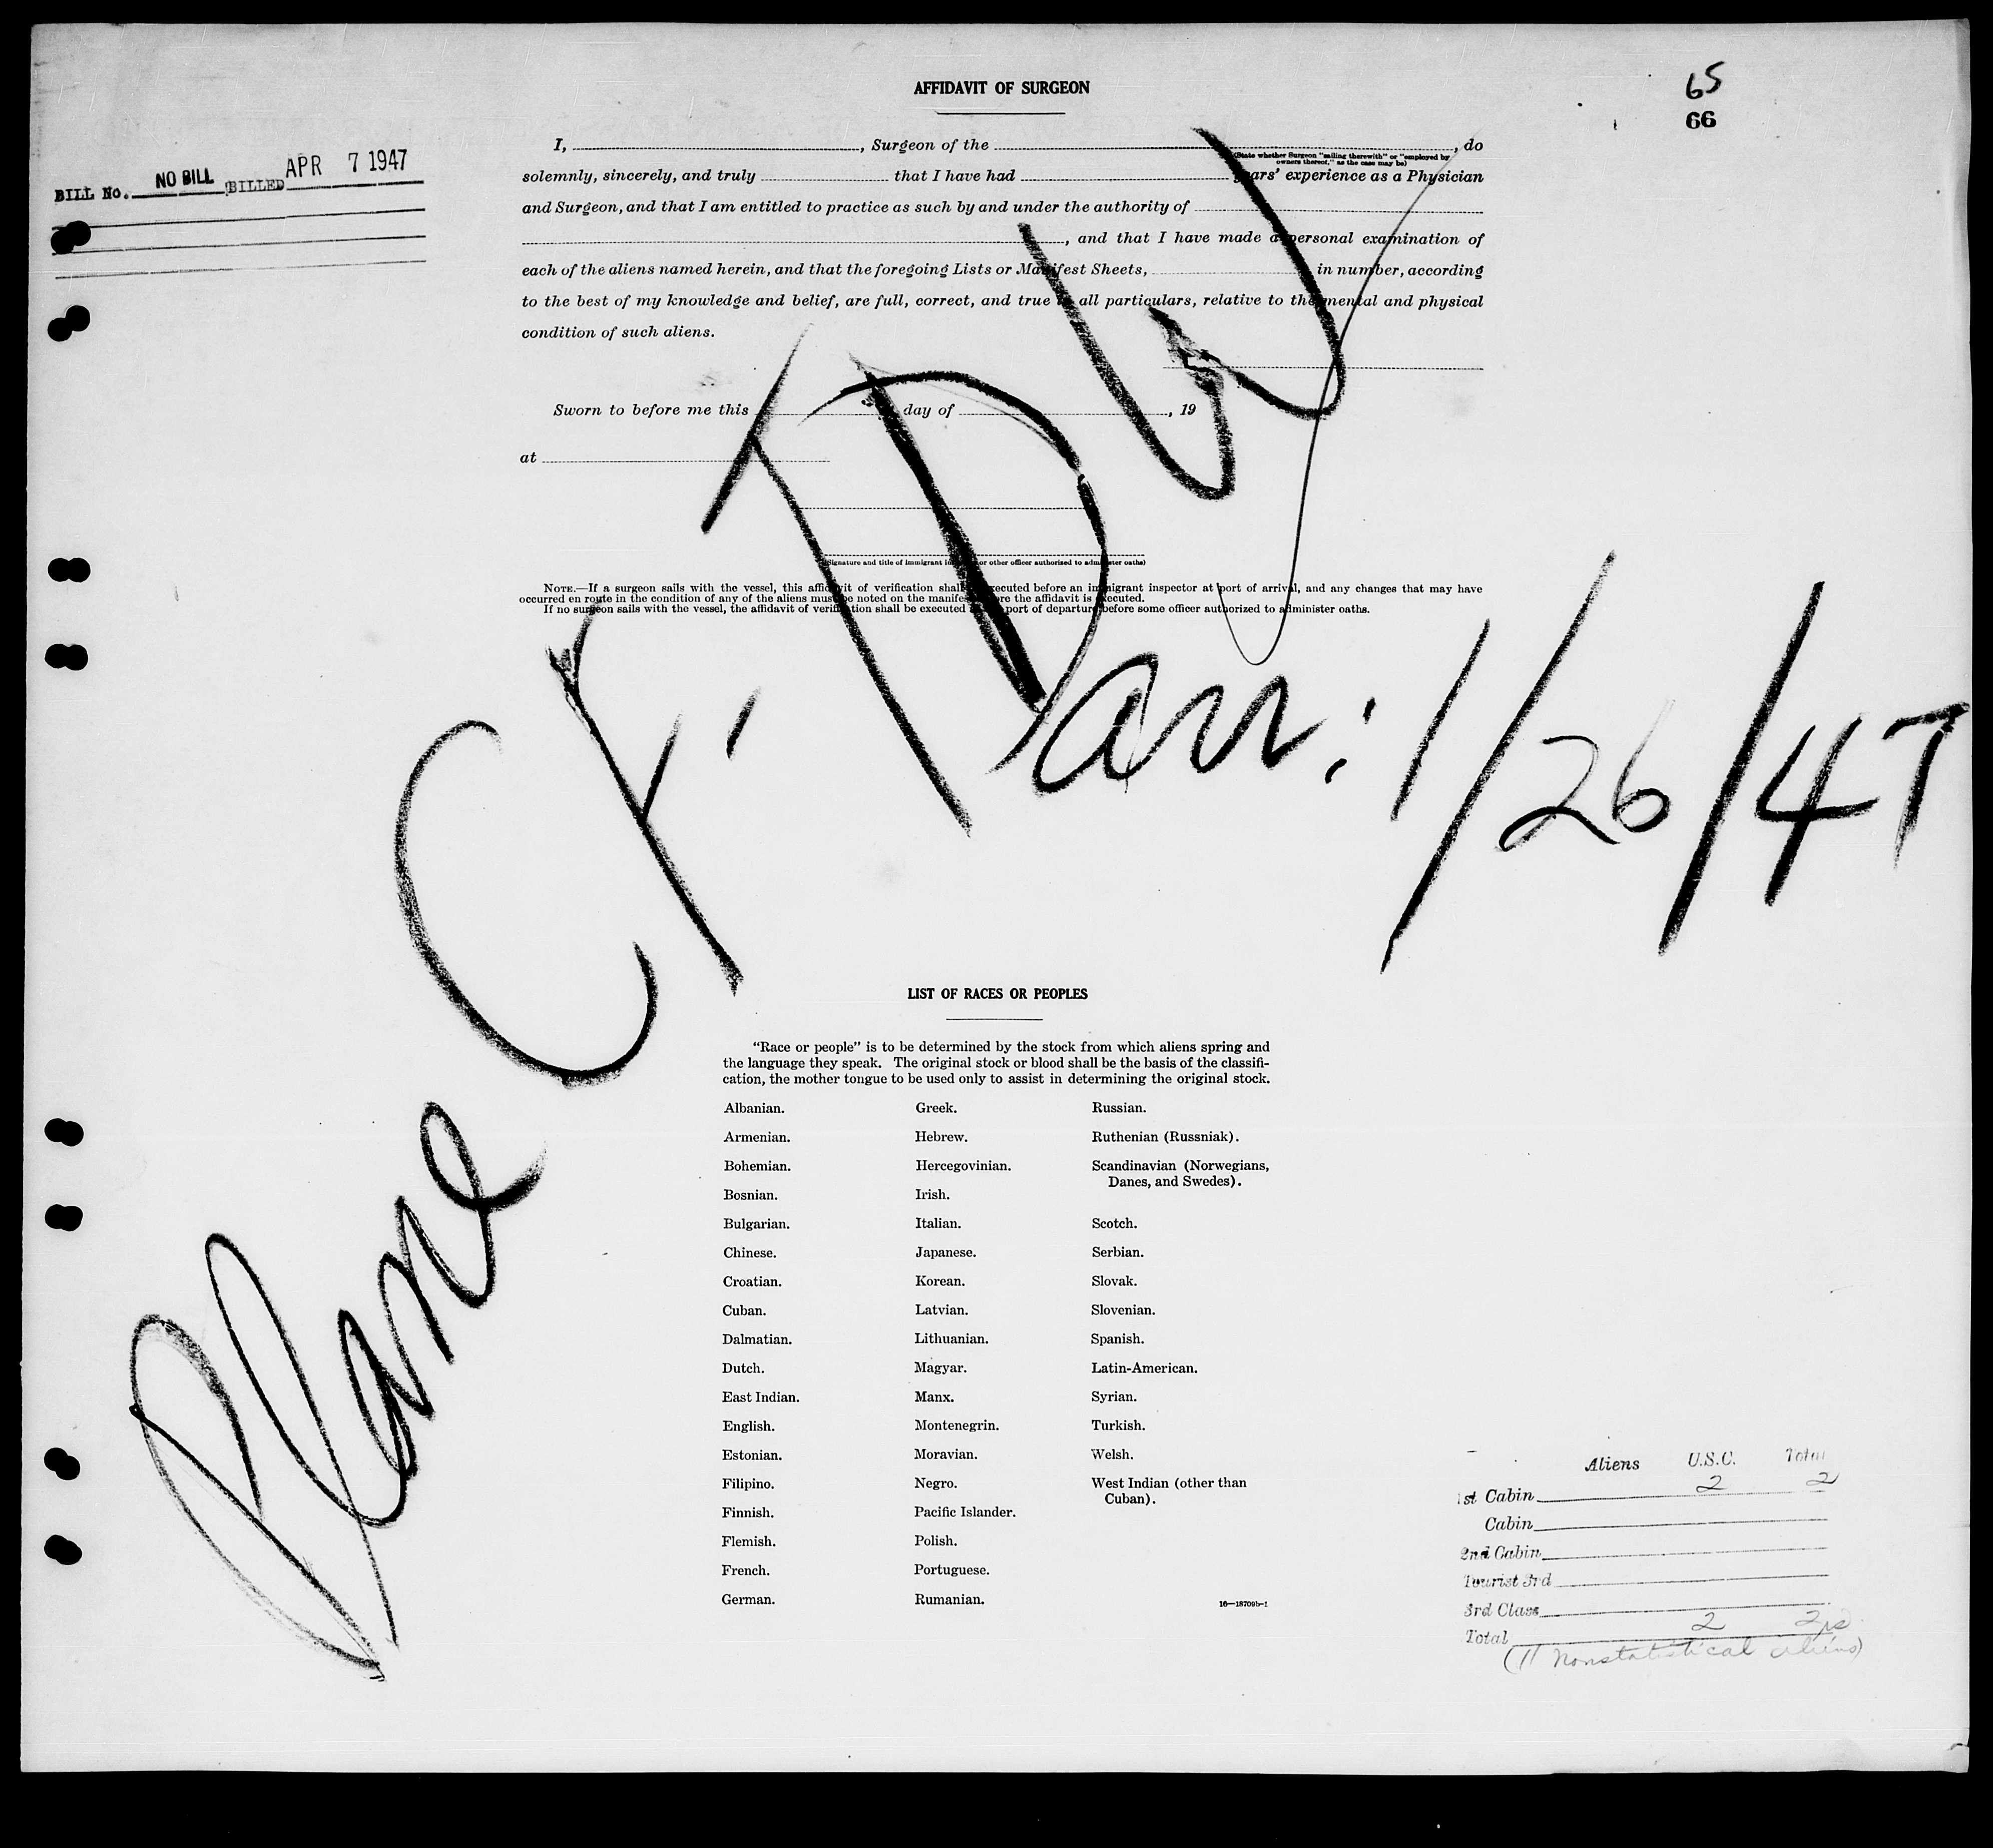 AFFIDAVIT OF SURGEON
65
66
BILL No. NO BILL BILLED APR 7 1947
I, , Surgeon of the , do
(State whether Surgeon "sailing therewith" or "employed by
owners thereof," as the case may be)
solemnly, sincerely, and truly that I have had years' experience as a Physician
and Surgeon, and that I am entitled to practice as such by and under the authority of
, and that I have made a personal examination of
each of the aliens named herein, and that the foregoing Lists or Manifest Sheets, in number, according
to the best of my knowledge and belief, are full, correct, and true in all particulars, relative to the mental and physical
condition of such aliens.
Sworn to before me this day of , 19
at
(Signature and title of immigrant inspector or other officer authorized to administer oaths)
NOTE.—If a surgeon sails with the vessel, this affidavit of verification shall be executed before an immigrant inspector at port of arrival, and any changes that may have
occurred en route in the condition of any of the aliens must be noted on the manifest before the affidavit is executed.
If no surgeon sails with the vessel, the affidavit of verification shall be executed at the port of departure before some officer authorized to administer oaths.
Plane CF-TDW
arr: 1/26/47
LIST OF RACES OR PEOPLES
"Race or people" is to be determined by the stock from which aliens spring and
the language they speak. The original stock or blood shall be the basis of the classifi-
cation, the mother tongue to be used only to assist in determining the original stock.
Albanian. Greek. Russian.
Armenian. Hebrew. Ruthenian (Russniak).
Bohemian. Hercegovinian. Scandinavian (Norwegians,
Danes, and Swedes).
Bosnian. Irish.
Bulgarian. Italian. Scotch.
Chinese. Japanese. Serbian.
Croatian. Korean. Slovak.
Cuban. Latvian. Slovenian.
Dalmatian. Lithuanian. Spanish.
Dutch. Magyar. Latin-American.
East Indian. Manx. Syrian.
English. Montenegrin. Turkish.
Estonian. Moravian. Welsh.
Filipino. Negro. West Indian (other than
Cuban).
Finnish. Pacific Islander.
Flemish. Polish.
French. Portuguese.
German. Rumanian.
16—18709b-1
Aliens U.S.C. Total
1st Cabin 2 2
Cabin
2nd Cabin
Tourist 3rd
3rd Class
Total 2 2
(11 nonstatistical aliens)